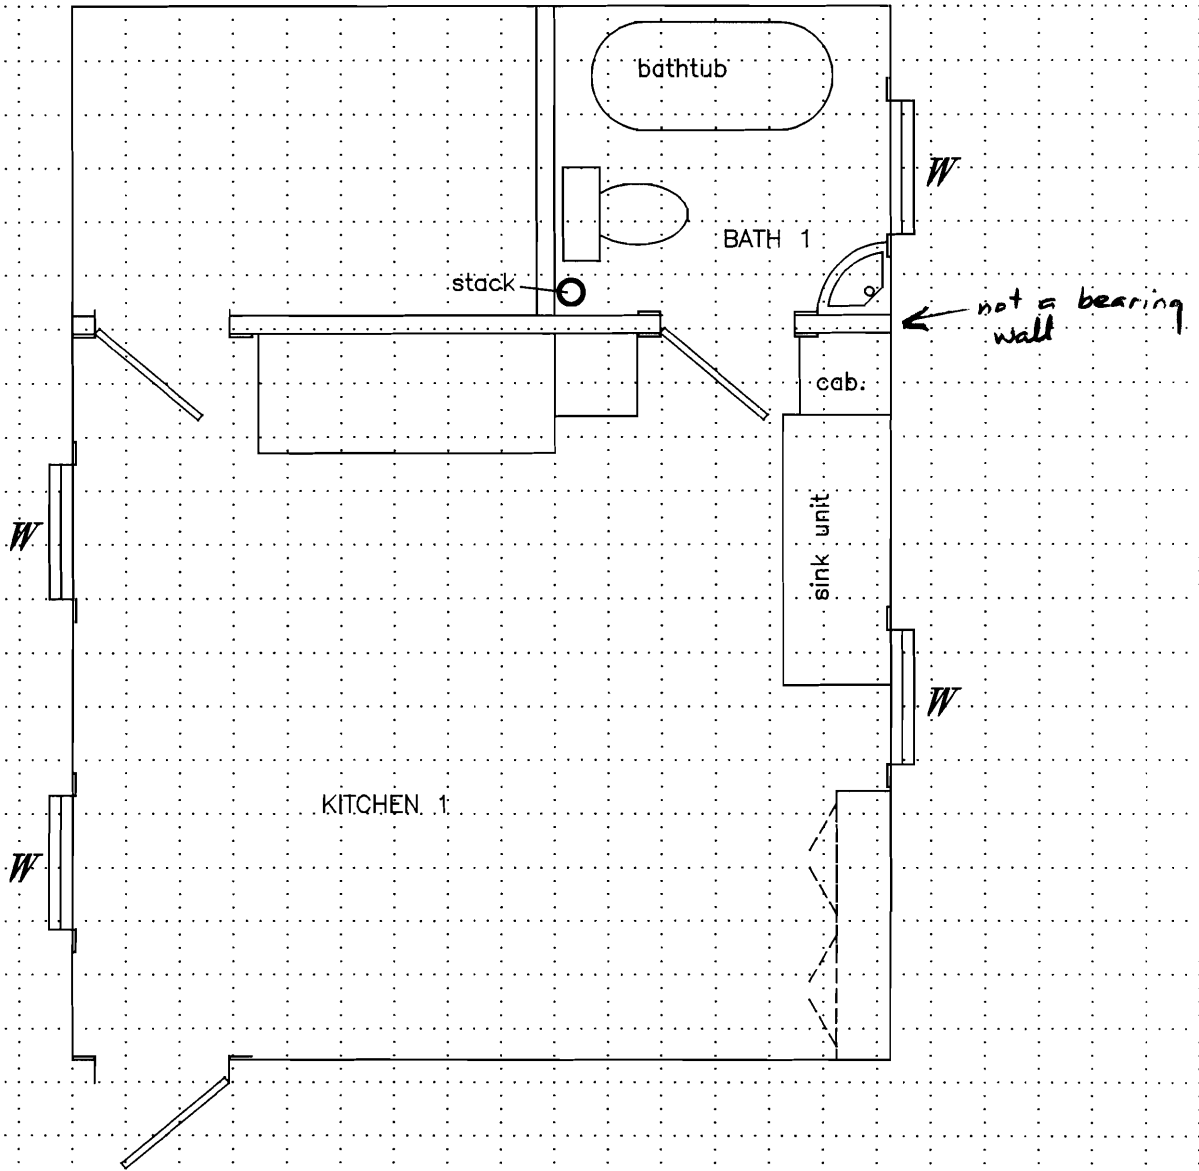 bathtub
W
BATH 1
stack
not a bearing
wall
cab.
W
sink unit
W
KITCHEN 1
W